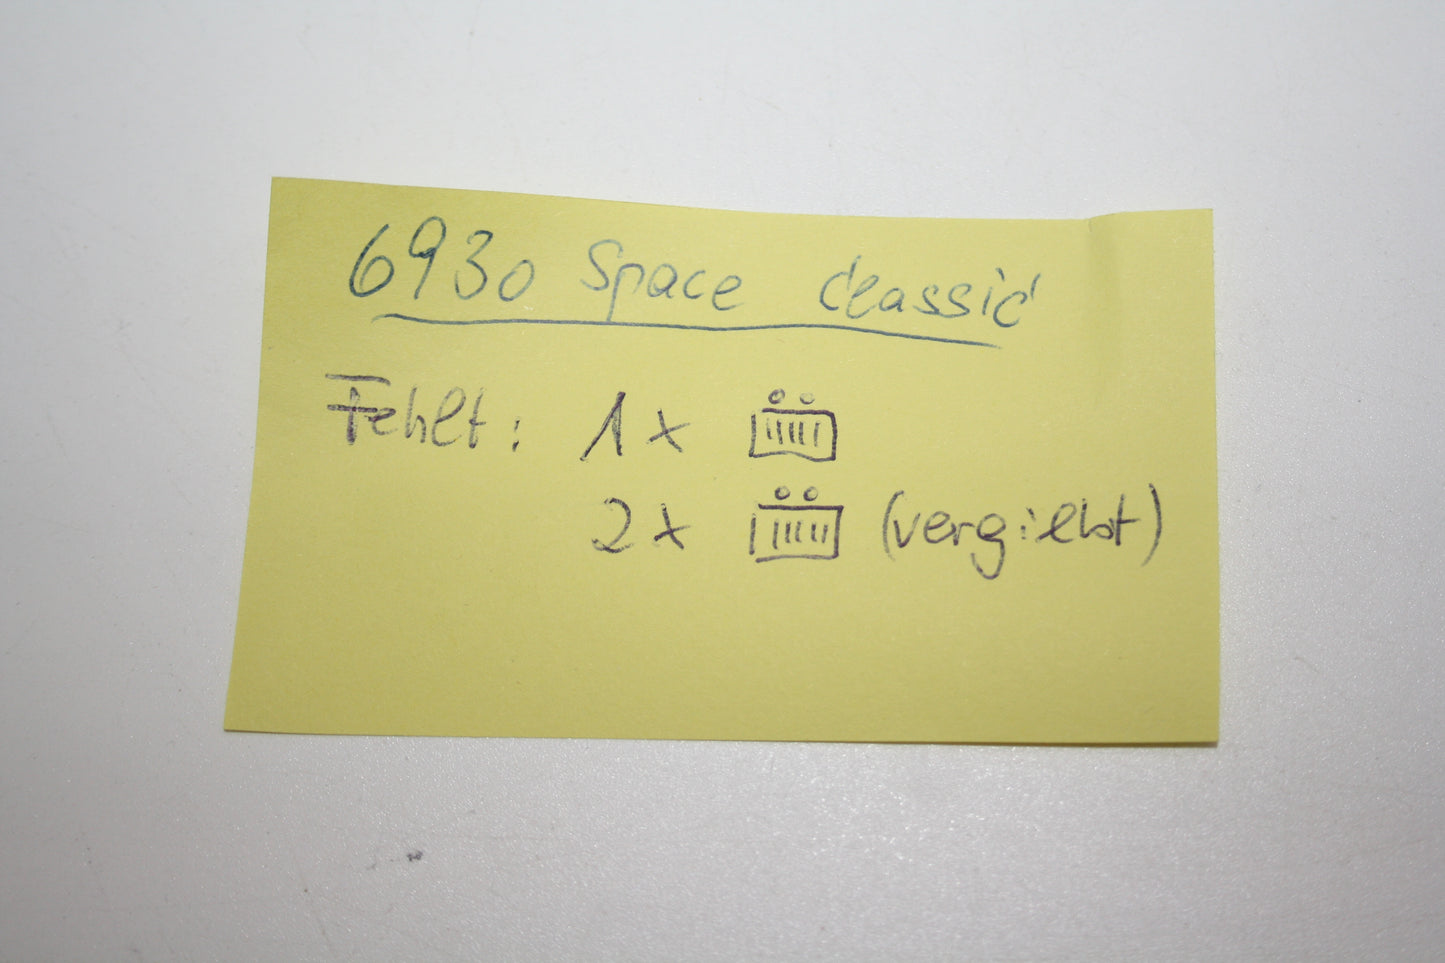 6930 Space classic
Fehlt: 1x
2x (vergilbt)